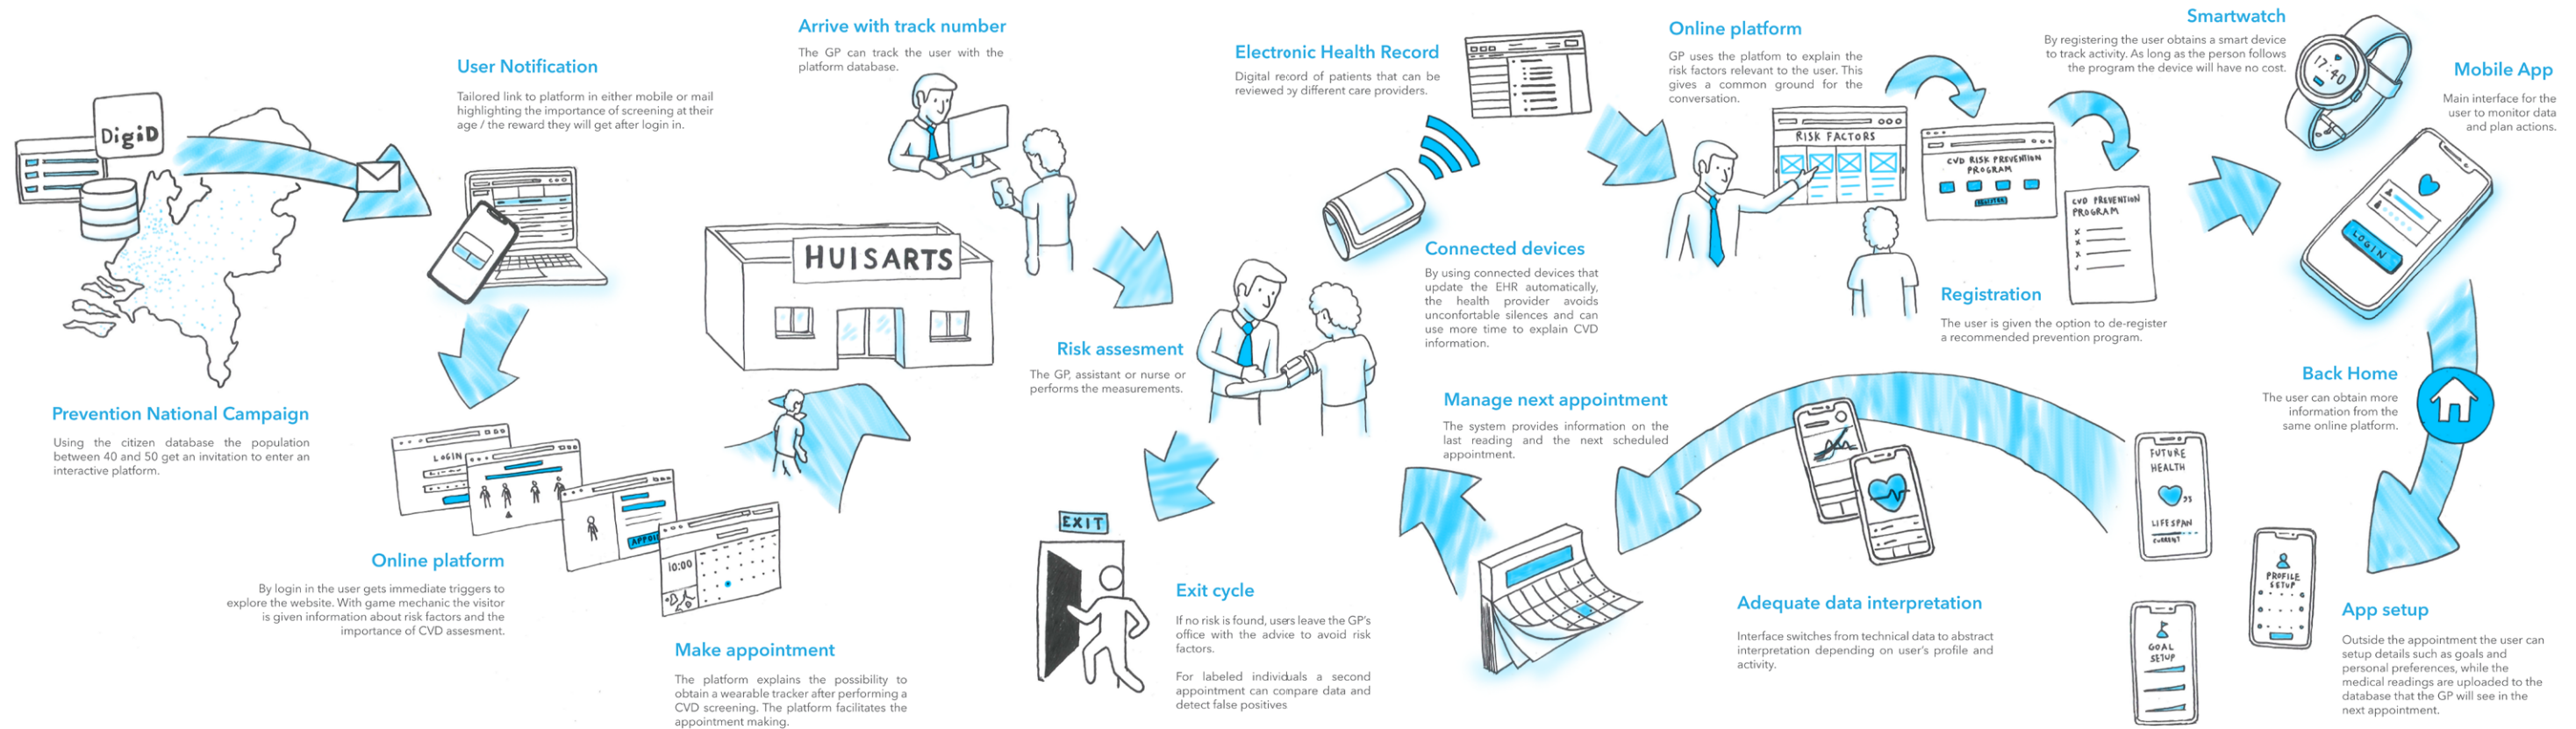 DigiD
Prevention National Campaign
Using the citizen database the population
between 40 and 50 get an invitation to enter an
interactive platform.
User Notification
Tailored link to platform in either mobile or mail
highlighting the importance of screening at their
age / the reward they will get after login in.
LOGIN
APPOI
10:00
Online platform
By login in the user gets immediate triggers to
explore the website. With game mechanic the visitor
is given information about risk factors and the
importance of CVD assesment.
Make appointment
The platform explains the possibility to
obtain a wearable tracker after performing a
CVD screening. The platform facilitates the
appointment making.
HUISARTS
Arrive with track number
The GP can track the user with the
platform database.
Risk assesment
The GP, assistant or nurse or
performs the measurements.
EXIT
Exit cycle
If no risk is found, users leave the GP's
office with the advice to avoid risk
factors.
For labeled individuals a second
appointment can compare data and
detect false positives
Electronic Health Record
Digital record of patients that can be
reviewed by different care providers.
Connected devices
By using connected devices that
update the EHR automatically,
the health provider avoids
unconfortable silences and can
use more time to explain CVD
information.
Online platform
GP uses the platfom to explain the
risk factors relevant to the user. This
gives a common ground for the
conversation.
RISK FACTORS
CVD RISK PREVENTION
PROGRAM
REGISTER
CVD PREVENTION
PROGRAM
Registration
The user is given the option to de-register
a recommended prevention program.
Smartwatch
By registering the user obtains a smart device
to track activity. As long as the person follows
the program the device will have no cost.
17:40
Mobile App
Main interface for the
user to monitor data
and plan actions.
LOGIN
Back Home
The user can obtain more
information from the
same online platform.
App setup
Outside the appointment the user can
setup details such as goals and
personal preferences, while the
medical readings are uploaded to the
database that the GP will see in the
next appointment.
PROFILE
SETUP
GOAL
SETUP
FUTURE
HEALTH
LIFESPAN
CURRENT
Adequate data interpretation
Interface switches from technical data to abstract
interpretation depending on user's profile and
activity.
Manage next appointment
The system provides information on the
last reading and the next scheduled
appointment.